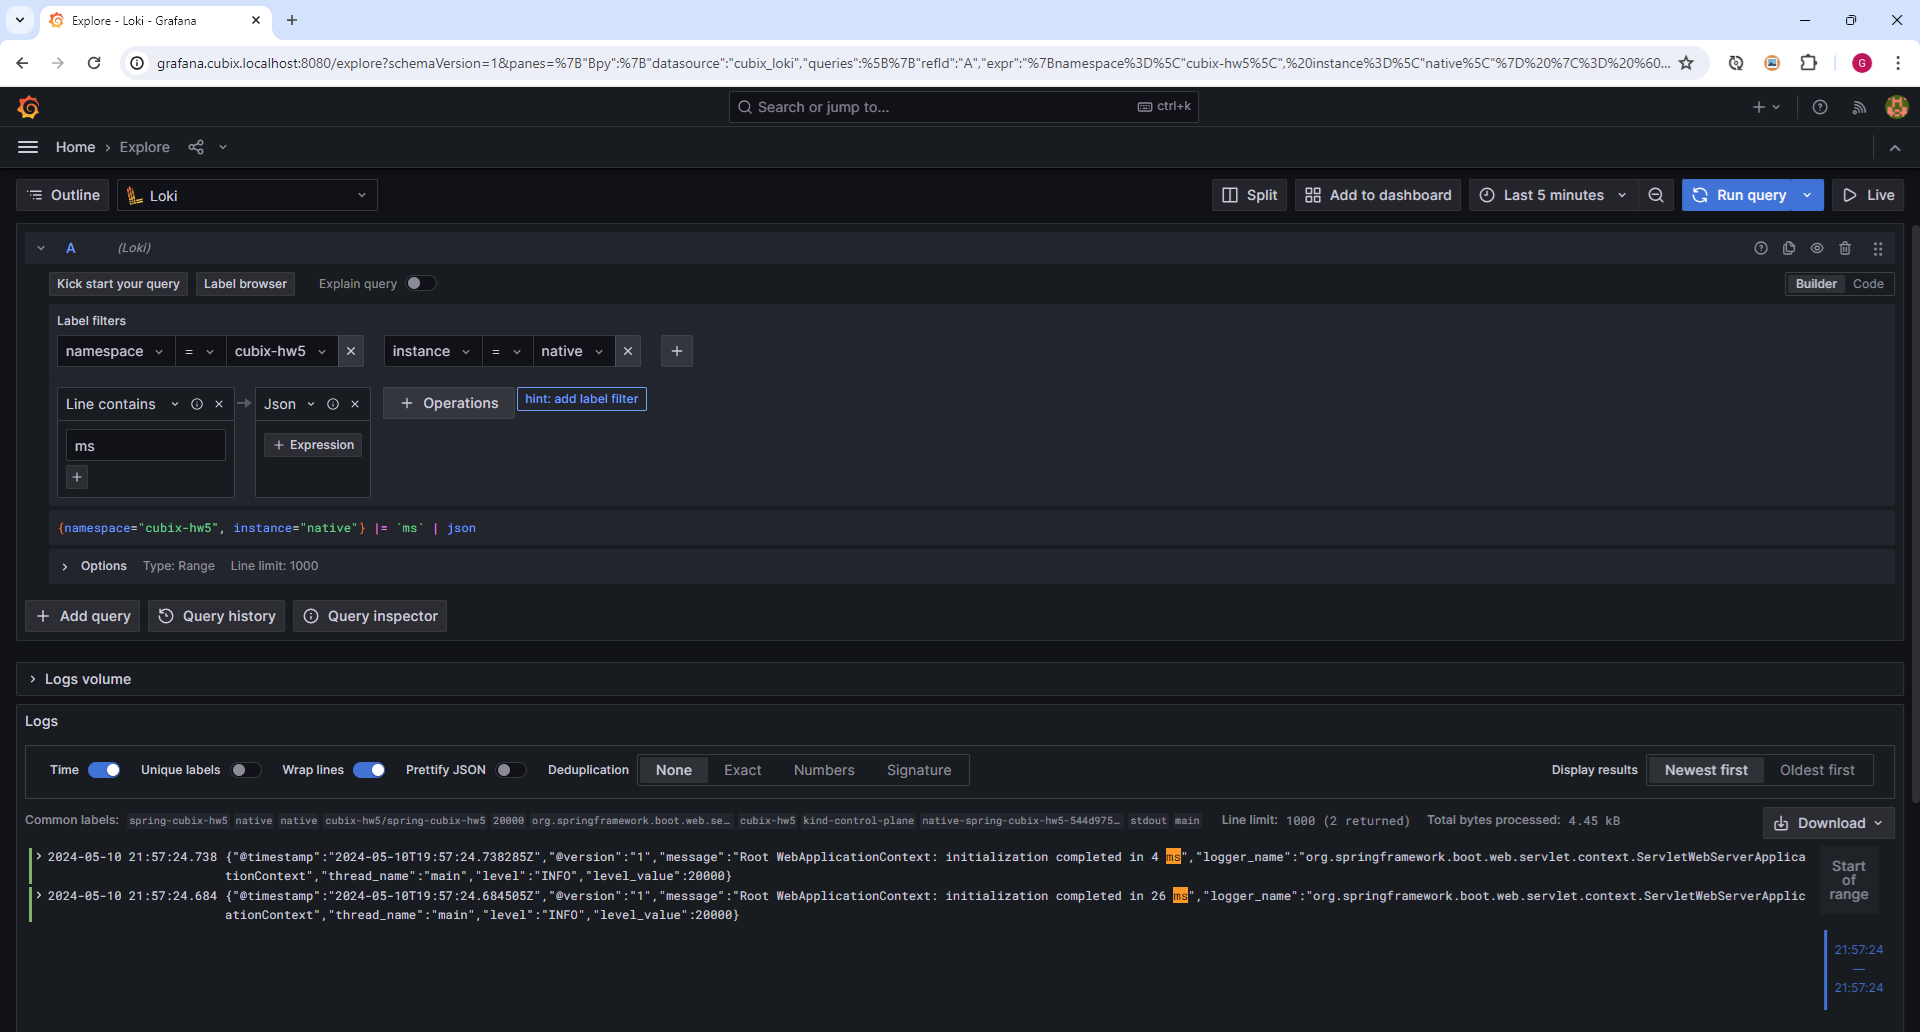 Explore - Loki - Grafana
grafana.cubix.localhost:8080/explore?schemaVersion=1&panes=%7B"Bpy":%7B"datasource":"cubix_loki","queries":%5B%7B"refId":"A","expr":"%7Bnamespace%3D%5C"cubix-hw5%5C",%20instance%3D%5C"native%5C"%7D%20%7C%3D%20%60...
G
Search or jump to...
ctrl+k
Home
Explore
Outline
Loki
Split
Add to dashboard
Last 5 minutes
Run query
Live
A
(Loki)
Kick start your query
Label browser
Explain query
Builder
Code
Label filters
namespace
=
cubix-hw5
instance
=
native
Line contains
Json
Operations
hint: add label filter
ms
Expression
{namespace="cubix-hw5", instance="native"} |= `ms` | json
Options
Type: Range
Line limit: 1000
Add query
Query history
Query inspector
Logs volume
Logs
Time
Unique labels
Wrap lines
Prettify JSON
Deduplication
None
Exact
Numbers
Signature
Display results
Newest first
Oldest first
Common labels:
spring-cubix-hw5
native
native
cubix-hw5/spring-cubix-hw5
20000
org.springframework.boot.web.se…
cubix-hw5
kind-control-plane
native-spring-cubix-hw5-544d975…
stdout
main
Line limit: 1000 (2 returned)
Total bytes processed: 4.45 kB
Download
2024-05-10 21:57:24.738 {"@timestamp":"2024-05-10T19:57:24.738285Z","@version":"1","message":"Root WebApplicationContext: initialization completed in 4 ms","logger_name":"org.springframework.boot.web.servlet.context.ServletWebServerApplica
tionContext","thread_name":"main","level":"INFO","level_value":20000}
2024-05-10 21:57:24.684 {"@timestamp":"2024-05-10T19:57:24.684505Z","@version":"1","message":"Root WebApplicationContext: initialization completed in 26 ms","logger_name":"org.springframework.boot.web.servlet.context.ServletWebServerApplic
ationContext","thread_name":"main","level":"INFO","level_value":20000}
Start
of
range
21:57:24
—
21:57:24